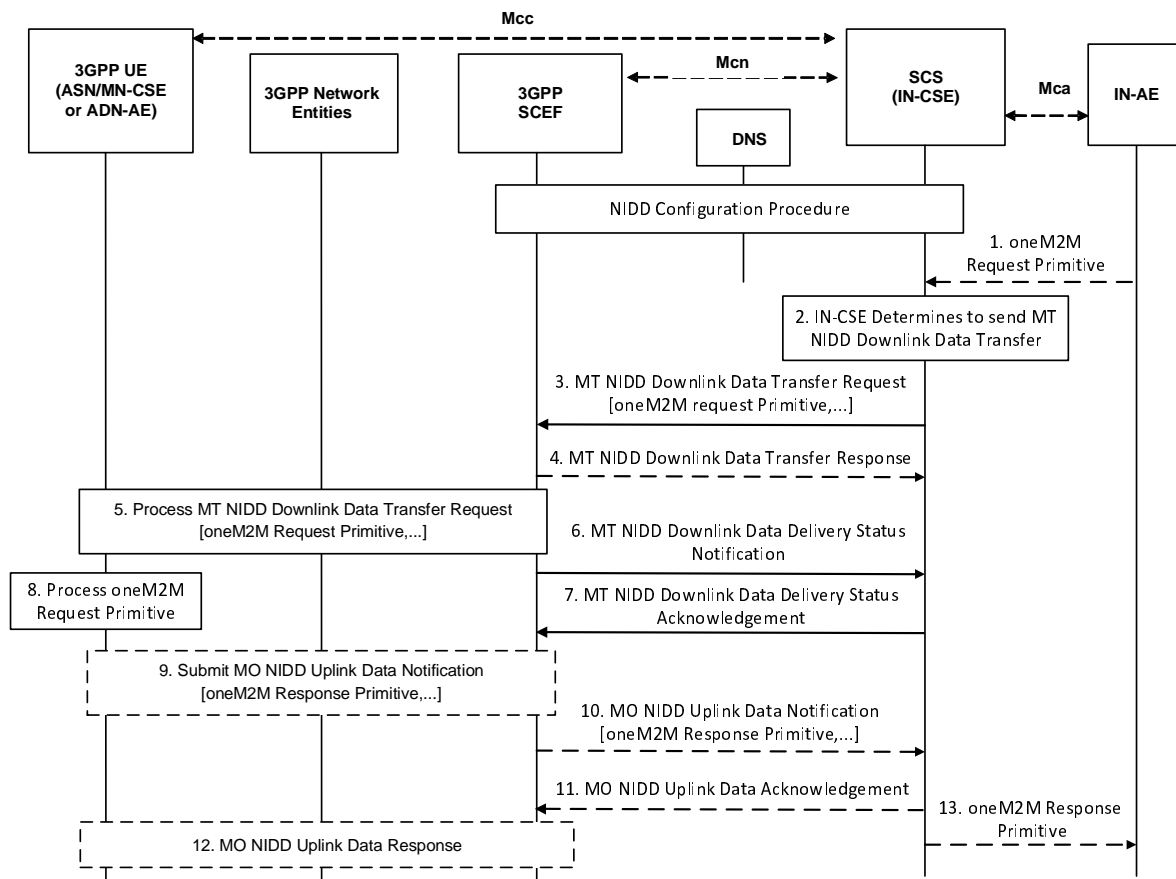 Mcc
3GPP UE
(ASN/MN-CSE
or ADN-AE)
3GPP Network
Entities
3GPP
SCEF
Mcn
DNS
SCS
(IN-CSE)
Mca
IN-AE
NIDD Configuration Procedure
1. oneM2M
Request Primitive
2. IN-CSE Determines to send MT
NIDD Downlink Data Transfer
3. MT NIDD Downlink Data Transfer Request
[oneM2M request Primitive,...]
4. MT NIDD Downlink Data Transfer Response
5. Process MT NIDD Downlink Data Transfer Request
[oneM2M Request Primitive,...]
6. MT NIDD Downlink Data Delivery Status
Notification
8. Process oneM2M
Request Primitive
7. MT NIDD Downlink Data Delivery Status
Acknowledgement
9. Submit MO NIDD Uplink Data Notification
[oneM2M Response Primitive,...]
10. MO NIDD Uplink Data Notification
[oneM2M Response Primitive,...]
11. MO NIDD Uplink Data Acknowledgement
13. oneM2M Response
Primitive
12. MO NIDD Uplink Data Response